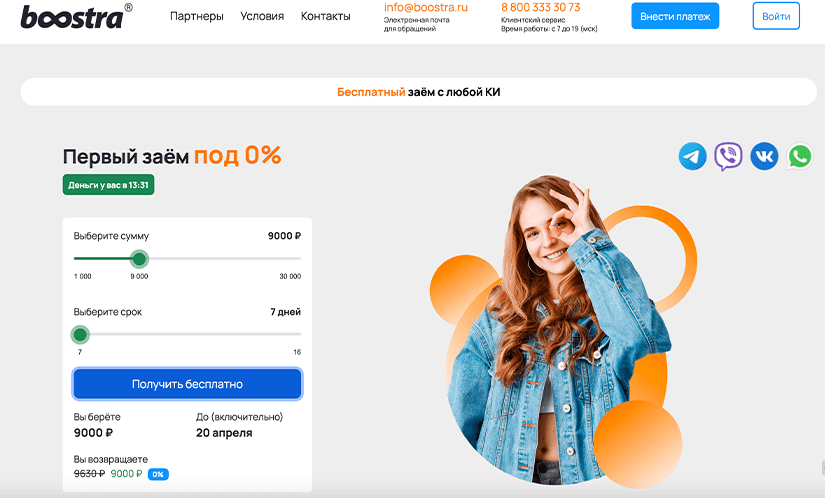 boostra®
Партнеры Условия Контакты
info@boostra.ru
Электронная почта
для обращений
8 800 333 30 73
Клиентский сервис
Время работы: с 7 до 19 (мск)
Внести платеж
Войти
Бесплатный заём с любой КИ
Первый заём под 0%
Деньги у вас в 13:31
Выберите сумму 9000 ₽
1 000 9 000 30 000
Выберите срок 7 дней
7 16
Получить бесплатно
Вы берёте До (включительно)
9000 ₽ 20 апреля
Вы возвращаете
9630 ₽ 9000 ₽ 0%